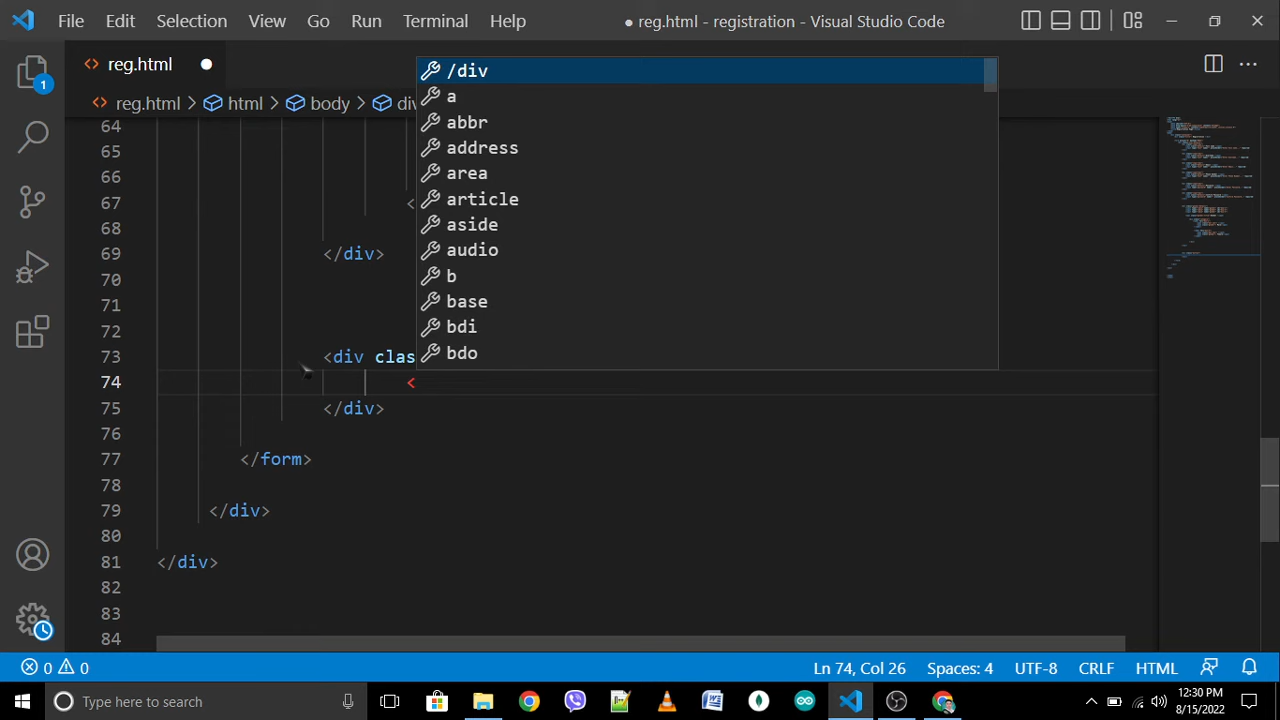 File Edit Selection View Go Run Terminal Help
● reg.html - registration - Visual Studio Code
reg.html
reg.html > html > body > div
1
64
65
66
67 <
68
69 </div>
70
71
72
73 <div clas
74 <
75 </div>
76
77 </form>
78
79 </div>
80
81 </div>
82
83
84
/div
a
abbr
address
area
article
aside
audio
b
base
bdi
bdo
0 0 Ln 74, Col 26 Spaces: 4 UTF-8 CRLF HTML
Type here to search
12:30 PM
8/15/2022